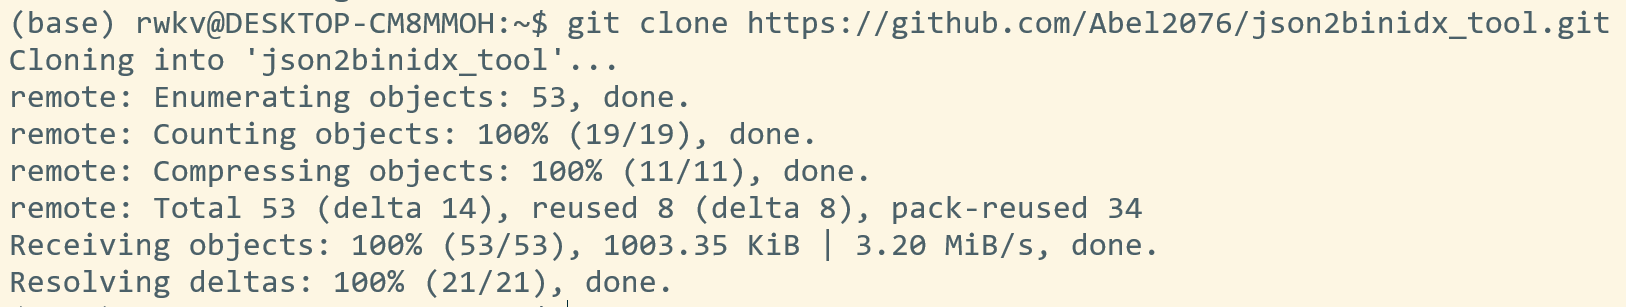 (base) rwkv@DESKTOP-CM8MMOH:~$ git clone https://github.com/Abel2076/json2binidx_tool.git
Cloning into 'json2binidx_tool'...
remote: Enumerating objects: 53, done.
remote: Counting objects: 100% (19/19), done.
remote: Compressing objects: 100% (11/11), done.
remote: Total 53 (delta 14), reused 8 (delta 8), pack-reused 34
Receiving objects: 100% (53/53), 1003.35 KiB | 3.20 MiB/s, done.
Resolving deltas: 100% (21/21), done.